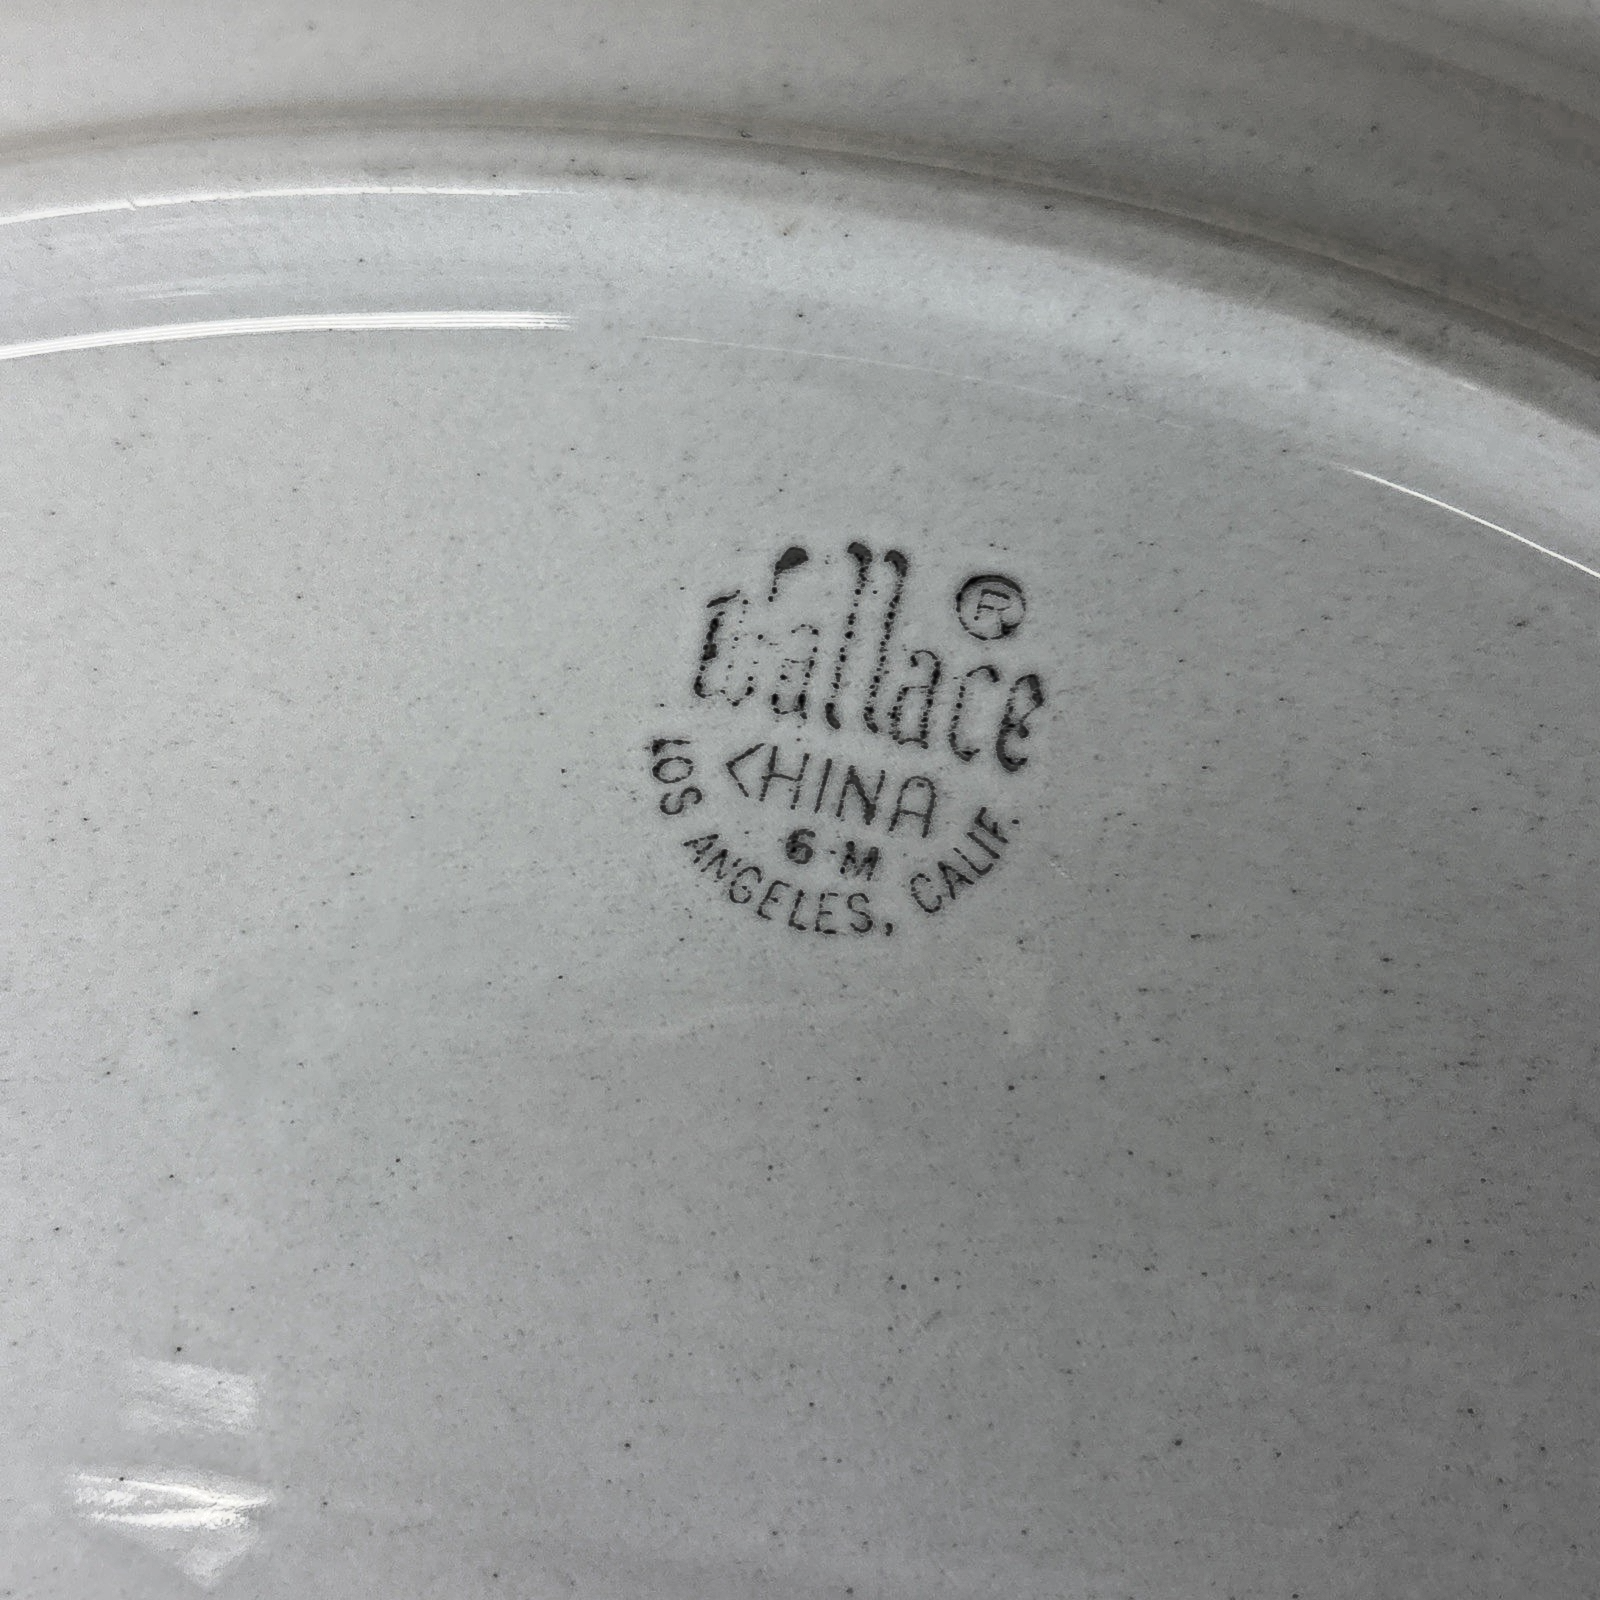 Wallace ®
CHINA
6-M
LOS ANGELES, CALIF.